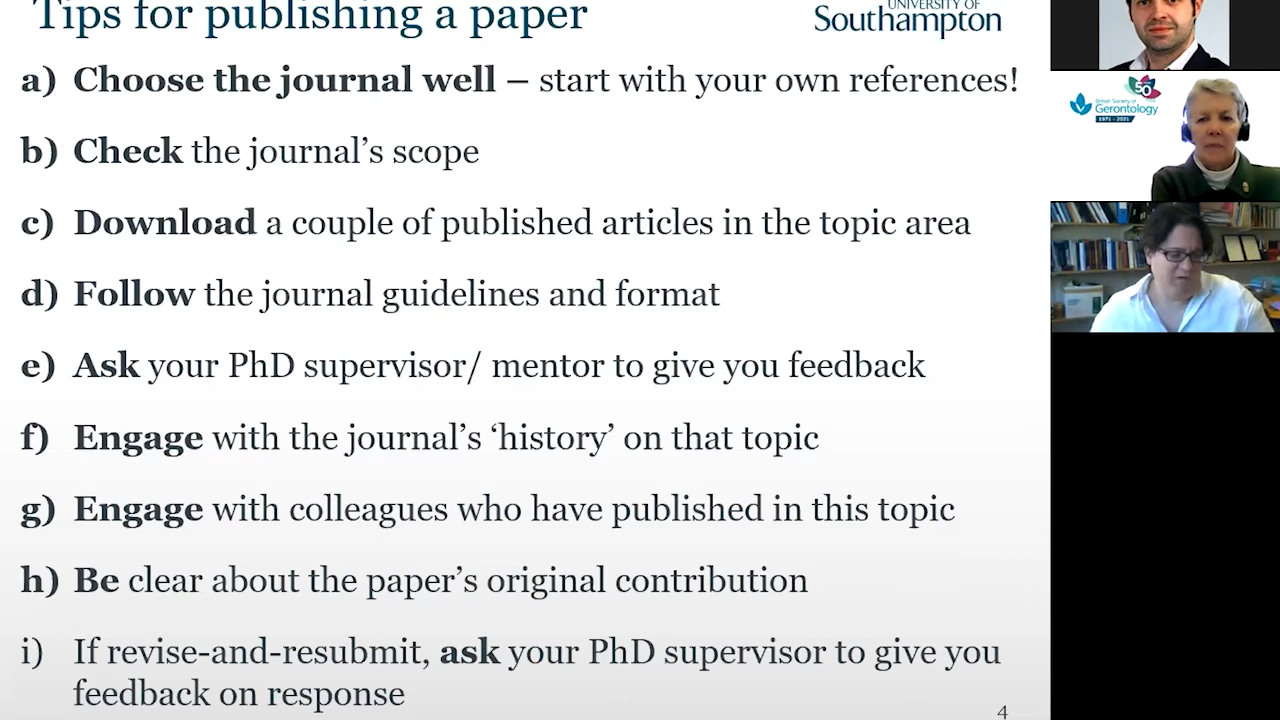 Tips for publishing a paper
UNIVERSITY OF
Southampton
a) Choose the journal well – start with your own references!
b) Check the journal’s scope
c) Download a couple of published articles in the topic area
d) Follow the journal guidelines and format
e) Ask your PhD supervisor/ mentor to give you feedback
f) Engage with the journal’s ‘history’ on that topic
g) Engage with colleagues who have published in this topic
h) Be clear about the paper’s original contribution
i) If revise-and-resubmit, ask your PhD supervisor to give you
feedback on response
4
50
British Society of
Gerontology
1971 - 2021